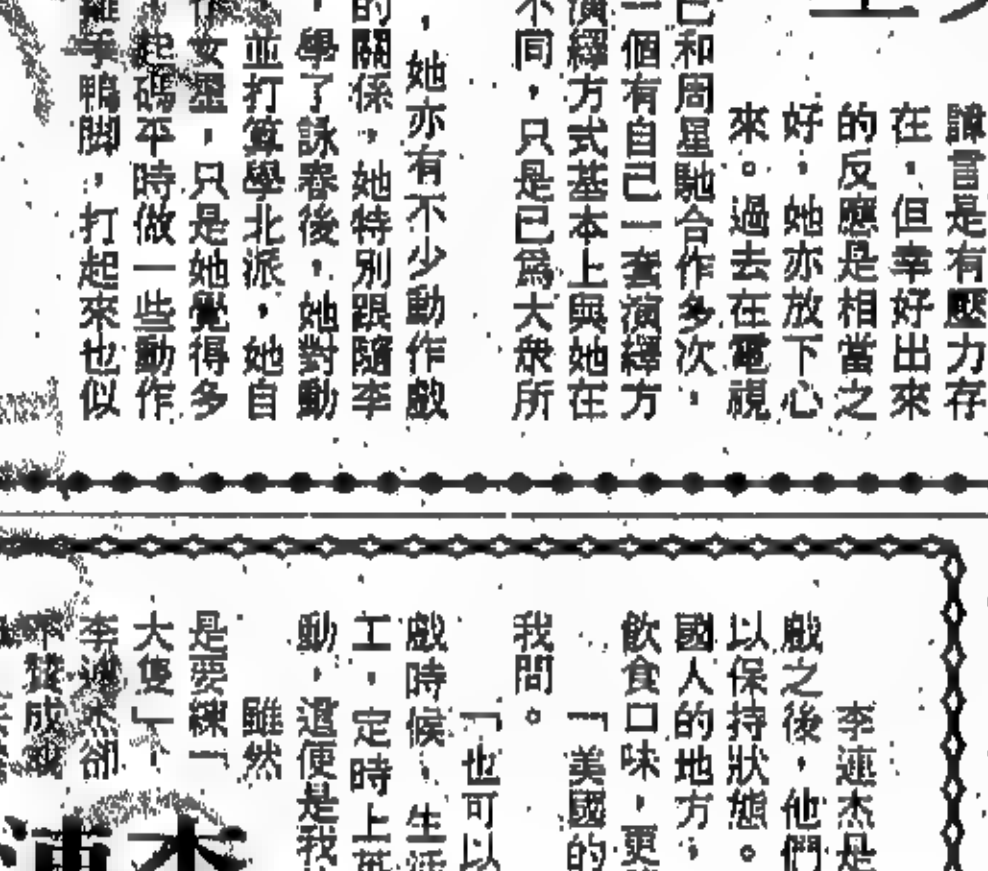 諱言是有壓力存
在，但幸好出來
的反應是相當之
好，她亦放下心
來。過去在電視
已和周星馳合作多次，
一個有自己一套演繹方
演繹方式基本上與她在
不同，只是已為大眾所
，她亦有不少動作戲
的關係，她特別跟隨李
，學了詠春後，她對動
並打算學北派，她自
女盟，只是她覺得多
起碼平時做一些動作
手鴨脚，打起來也似
李連杰是
戲之後，他們
以保持狀態。
國人的地方，
飲食口味，更
「美國的
我問。
「也可以
戲時候、生活
工，定時上
動，這便是我
雖然
是要練一
大隻」，
李連杰卻
成